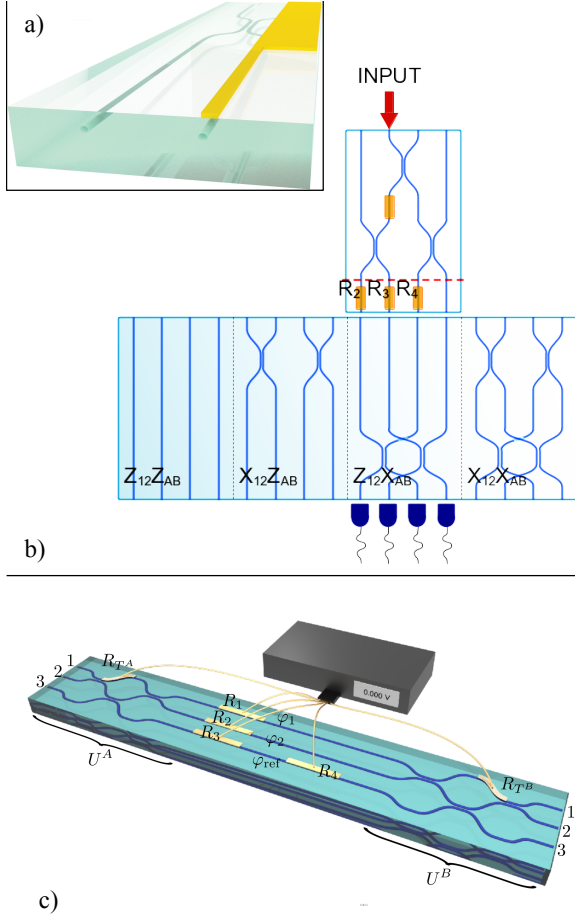 a)
INPUT
R2 R3 R4
Z12ZAB X12ZAB Z12XAB X12XAB
b)
0.000 V
RTA
1
2
3
R1
R2
R3
φ1
φ2
φref
R4
RTB
1
2
3
UA
UB
c)